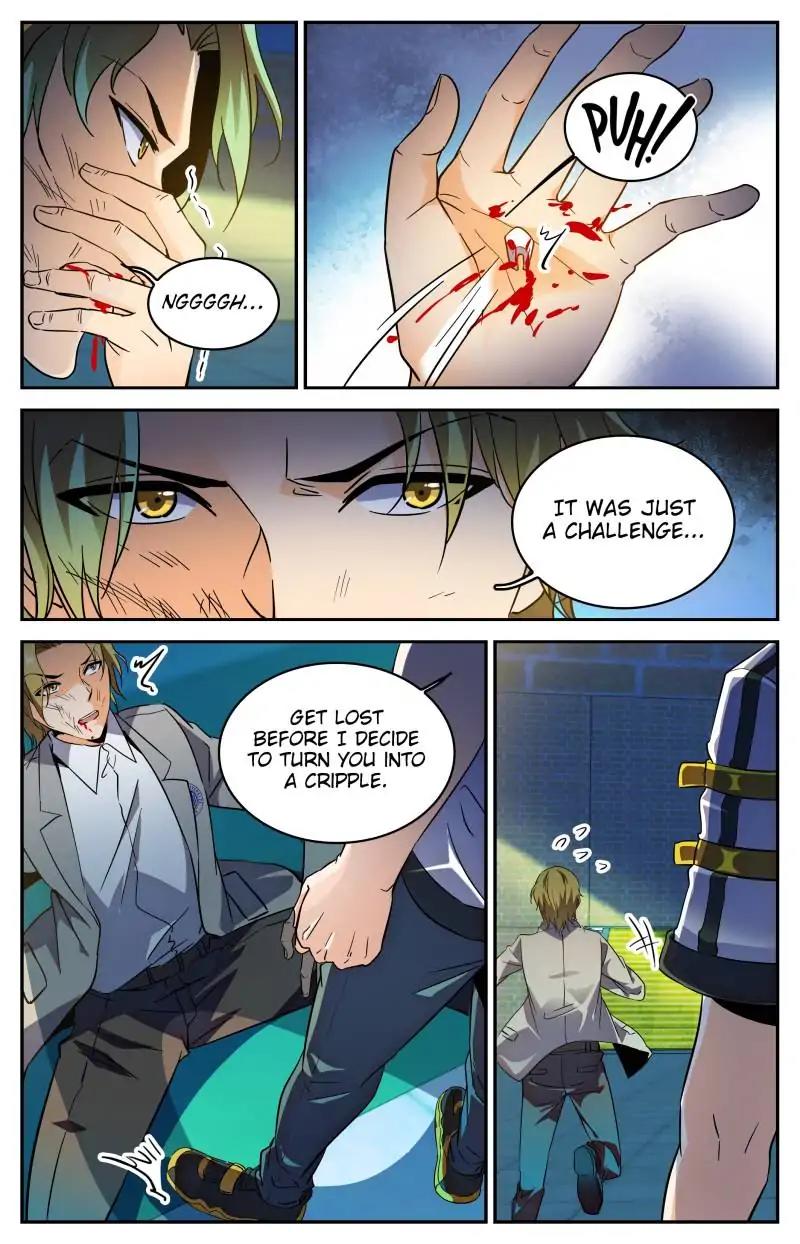 NGGGGH...
PUH!
IT WAS JUST
A CHALLENGE...
GET LOST
BEFORE I DECIDE
TO TURN YOU INTO
A CRIPPLE.